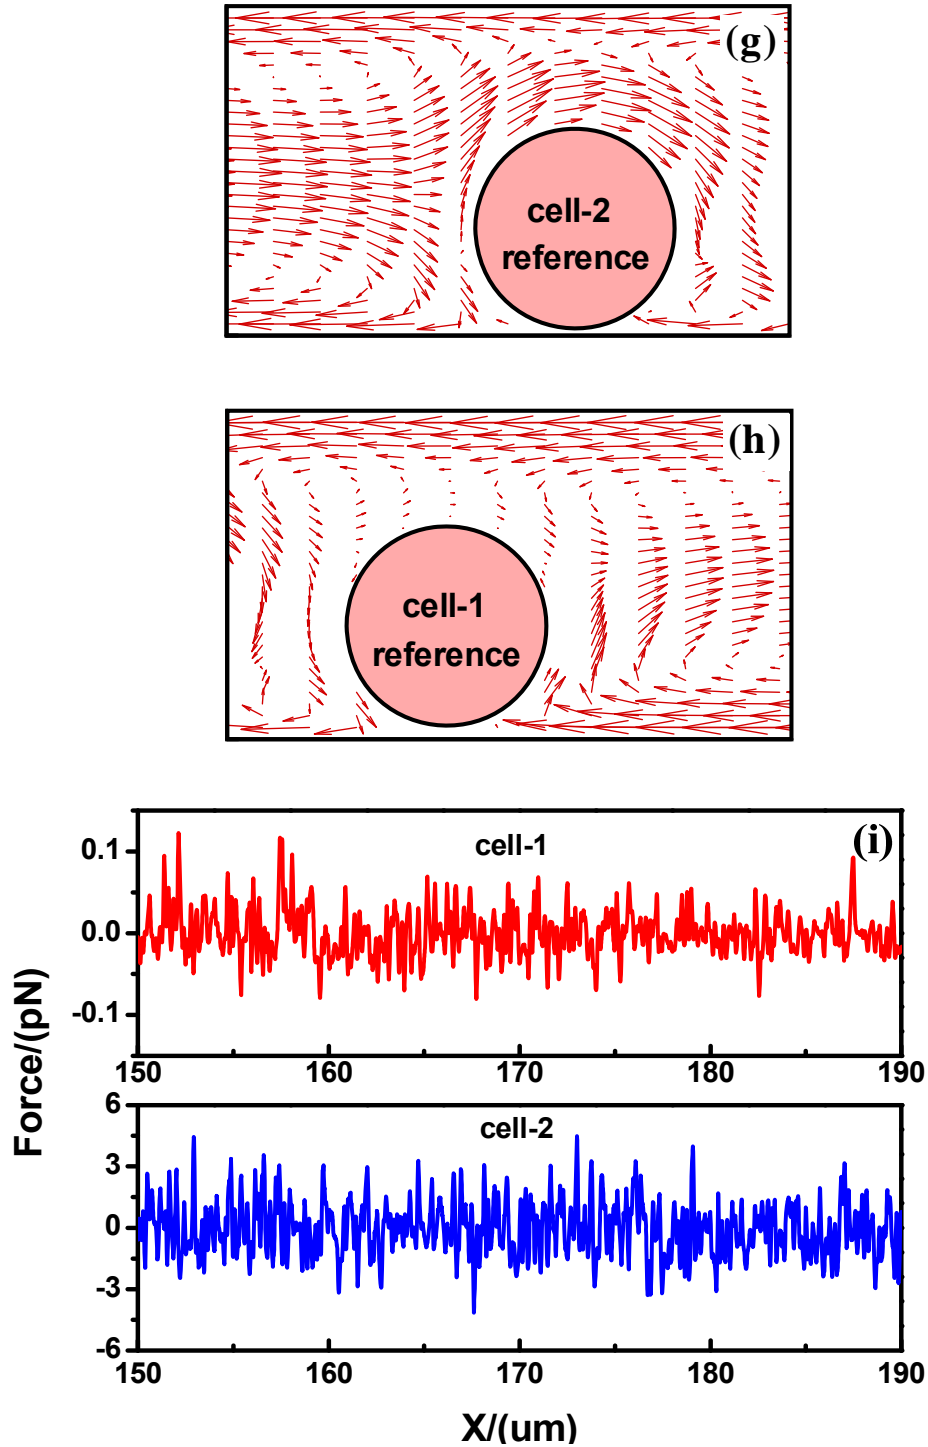 (g)
cell-2
reference
(h)
cell-1
reference
(i)
cell-1
0.1
0.0
-0.1
150 160 170 180 190
Force/(pN)
cell-2
6
3
0
-3
-6
150 160 170 180 190
X/(um)